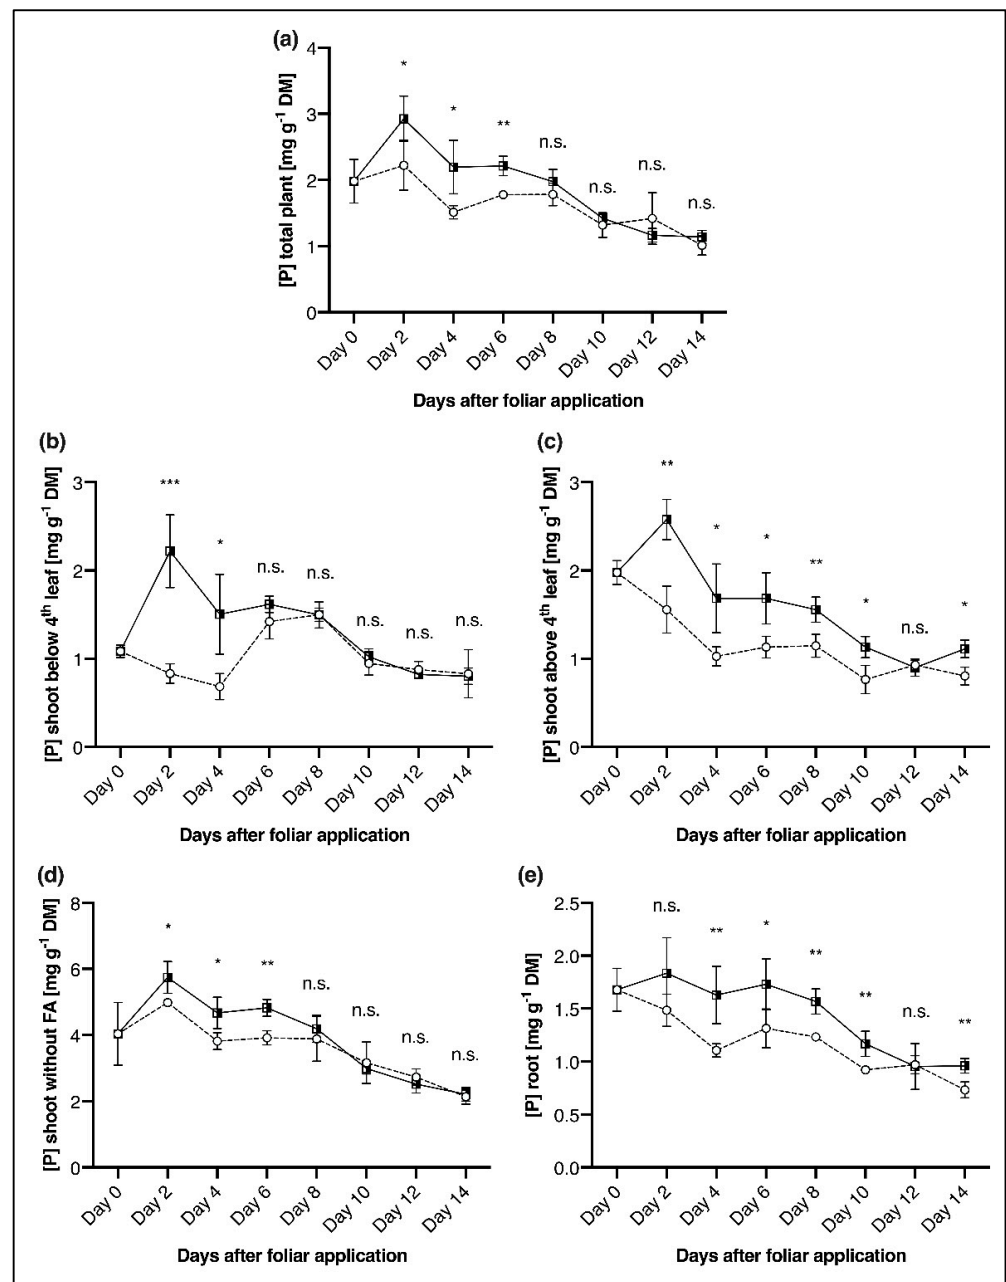 (a)
[P] total plant [mg g⁻¹ DM]
4
3
2
1
0
*
*
**
n.s.
n.s.
n.s.
n.s.
Day 0
Day 2
Day 4
Day 6
Day 8
Day 10
Day 12
Day 14
Days after foliar application
(b)
[P] shoot below 4ᵗʰ leaf [mg g⁻¹ DM]
3
2
1
0
***
*
n.s.
n.s.
n.s.
n.s.
n.s.
Day 0
Day 2
Day 4
Day 6
Day 8
Day 10
Day 12
Day 14
Days after foliar application
(c)
[P] shoot above 4ᵗʰ leaf [mg g⁻¹ DM]
3
2
1
0
**
*
*
**
*
n.s.
*
Day 0
Day 2
Day 4
Day 6
Day 8
Day 10
Day 12
Day 14
Days after foliar application
(d)
[P] shoot without FA [mg g⁻¹ DM]
8
6
4
2
0
*
*
**
n.s.
n.s.
n.s.
n.s.
Day 0
Day 2
Day 4
Day 6
Day 8
Day 10
Day 12
Day 14
Days after foliar application
(e)
[P] root [mg g⁻¹ DM]
2.5
2.0
1.5
1.0
0.5
0.0
n.s.
**
*
**
**
n.s.
**
Day 0
Day 2
Day 4
Day 6
Day 8
Day 10
Day 12
Day 14
Days after foliar application